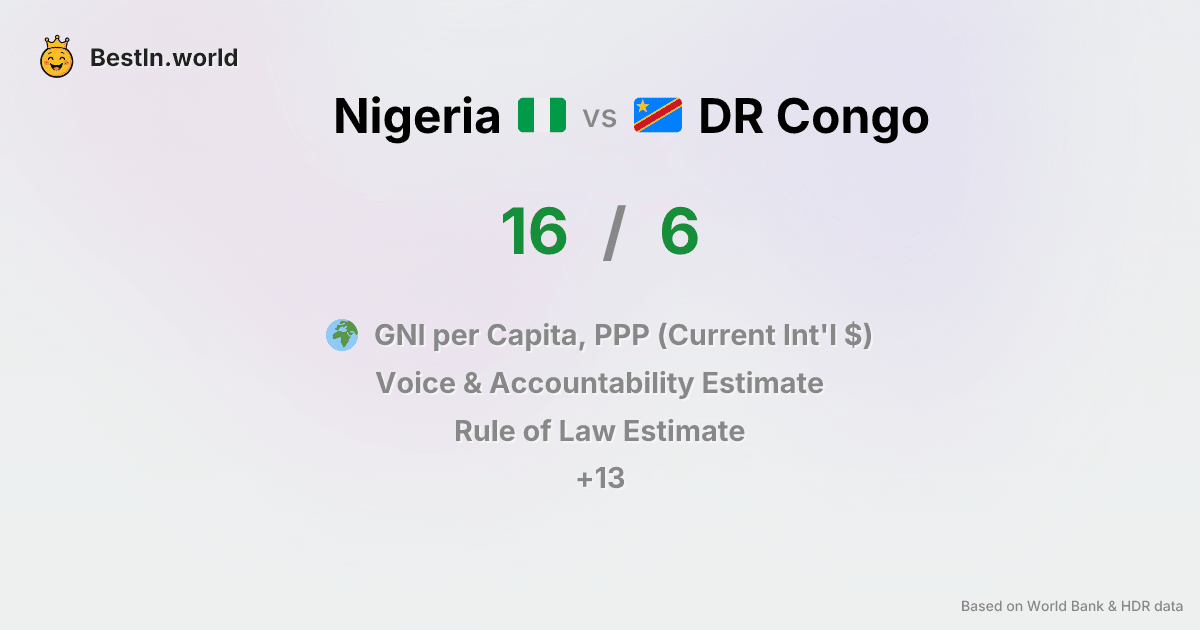 BestIn.world
Nigeria vs DR Congo
16 / 6
GNI per Capita, PPP (Current Int'l $)
Voice & Accountability Estimate
Rule of Law Estimate
+13
Based on World Bank & HDR data